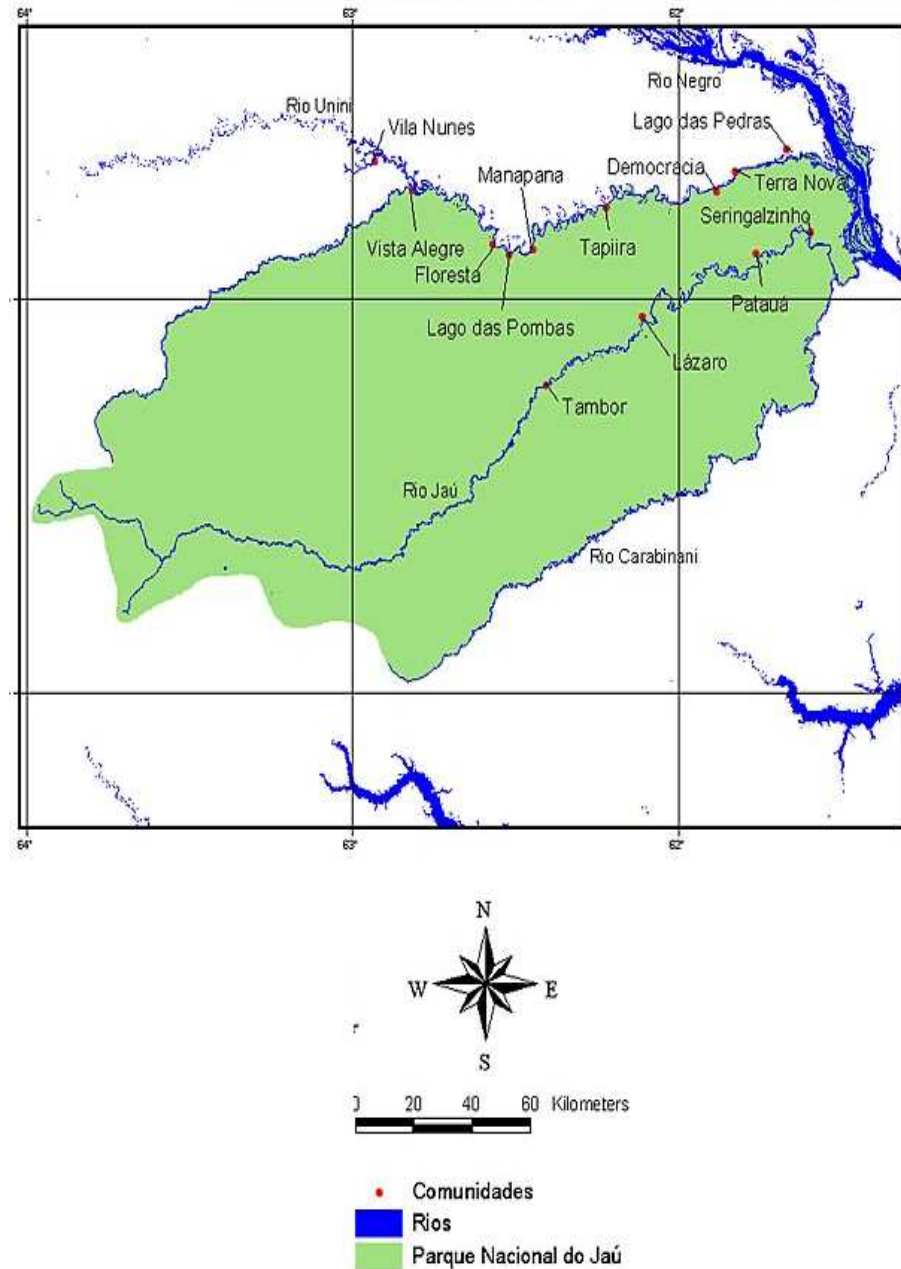 64° 63° 62°
Rio Negro
Rio Unini
Vila Nunes
Lago das Pedras
Democracia
Manapana
Terra Nova
Seringalzinho
Vista Alegre
Tapiira
Floresta
Patauá
Lago das Pombas
Lázaro
Tambor
Rio Jaú
Rio Carabinani
64° 63° 62°
N
W E
S
0 20 40 60 Kilometers
Comunidades
Rios
Parque Nacional do Jaú